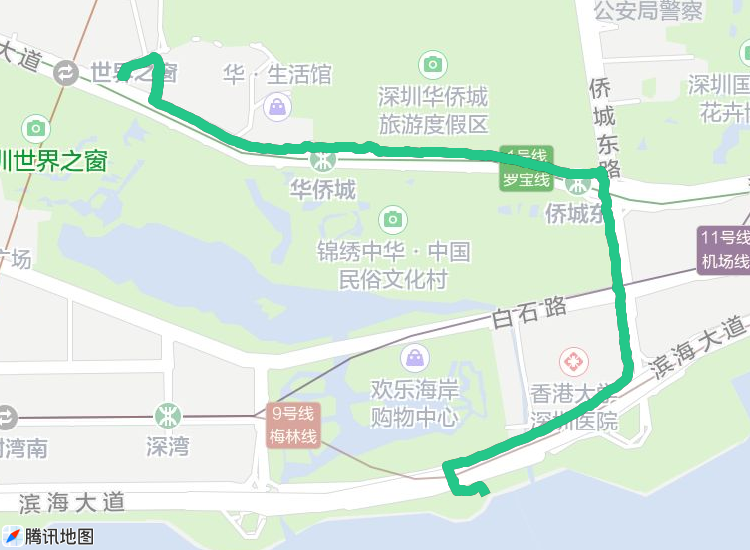 公安局警察
大道
世界之窗
华·生活馆
深圳华侨城
旅游度假区
侨城东路
深圳国
花卉博
圳世界之窗
1号线
罗宝线
华侨城
侨城东
锦绣中华·中国
民俗文化村
11号线
机场线
广场
白石路
滨海大道
欢乐海岸
购物中心
香港大学
深圳医院
9号线
梅林线
深湾
树湾南
滨海大道
腾讯地图